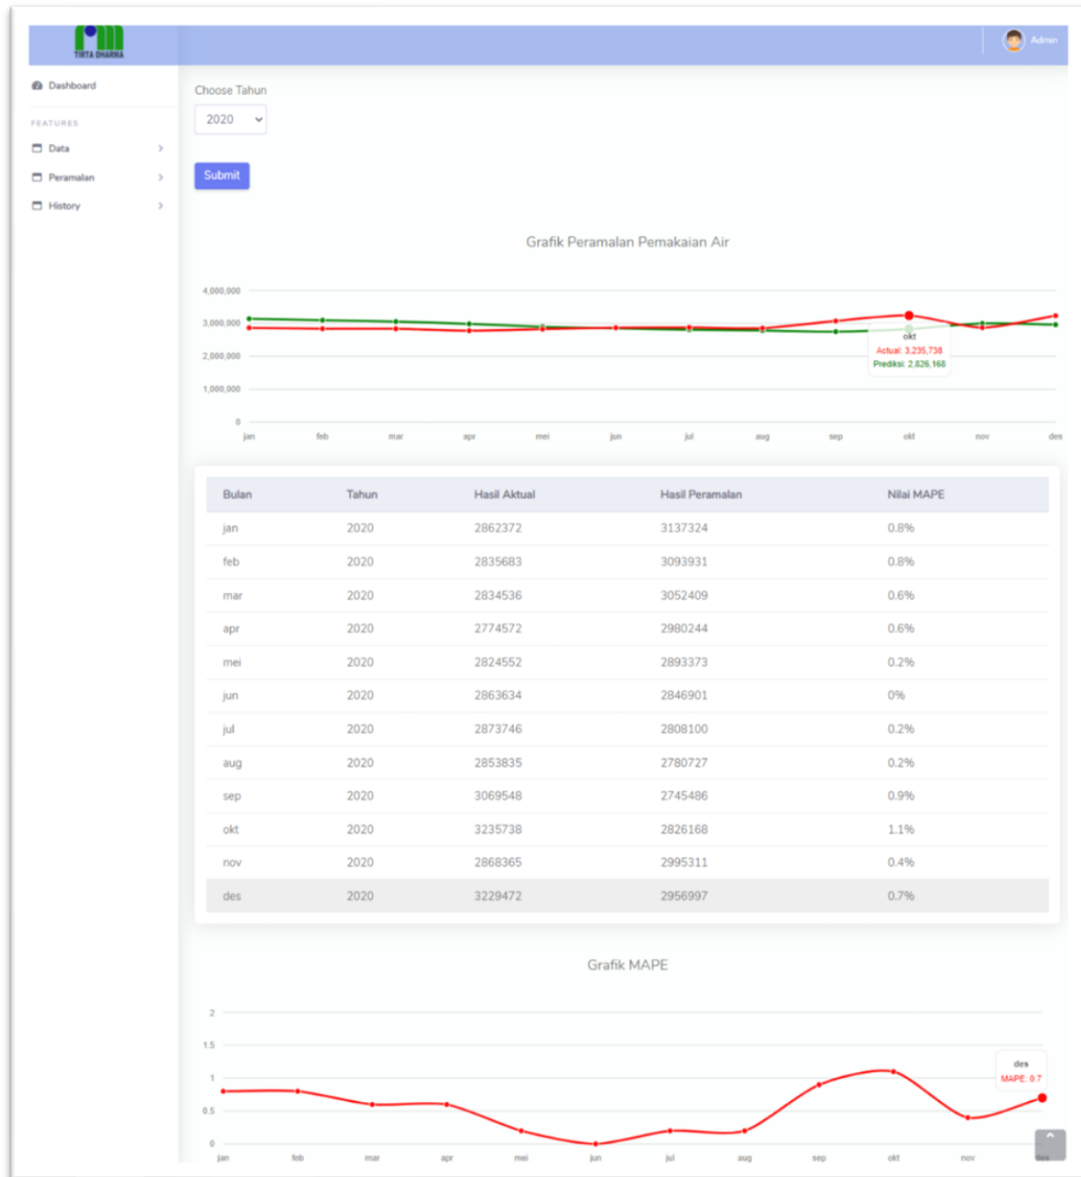 TIRTA DHARMA
Admin
Dashboard
FEATURES
Data
Peramalan
History
Choose Tahun
2020
Submit
Grafik Peramalan Pemakaian Air
4,000,000
3,000,000
2,000,000
1,000,000
0
okt
Actual: 3,235,738
Prediksi: 2,826,168
jan feb mar apr mei jun jul aug sep okt nov des
Bulan Tahun Hasil Aktual Hasil Peramalan Nilai MAPE
jan 2020 2862372 3137324 0.8%
feb 2020 2835683 3093931 0.8%
mar 2020 2834536 3052409 0.6%
apr 2020 2774572 2980244 0.6%
mei 2020 2824552 2893373 0.2%
jun 2020 2863634 2846901 0%
jul 2020 2873746 2808100 0.2%
aug 2020 2853835 2780727 0.2%
sep 2020 3069548 2745486 0.9%
okt 2020 3235738 2826168 1.1%
nov 2020 2868365 2995311 0.4%
des 2020 3229472 2956997 0.7%
Grafik MAPE
2
1.5
1
0.5
0
des
MAPE: 0.7
jan feb mar apr mei jun jul aug sep okt nov des